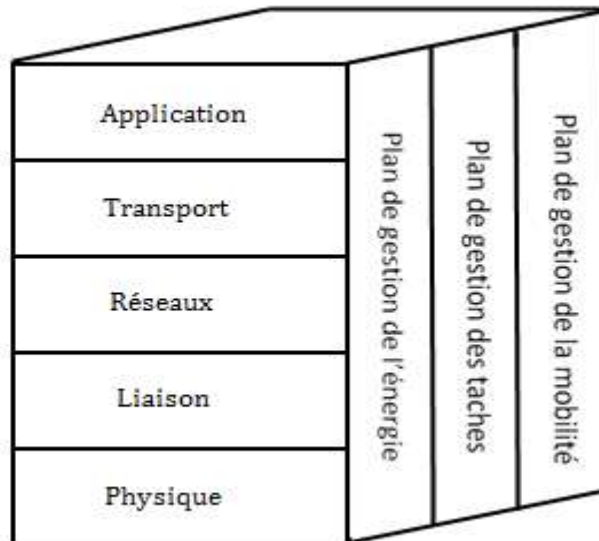 Application
Transport
Réseaux
Liaison
Physique
Plan de gestion de l'énergie
Plan de gestion des taches
Plan de gestion de la mobilité